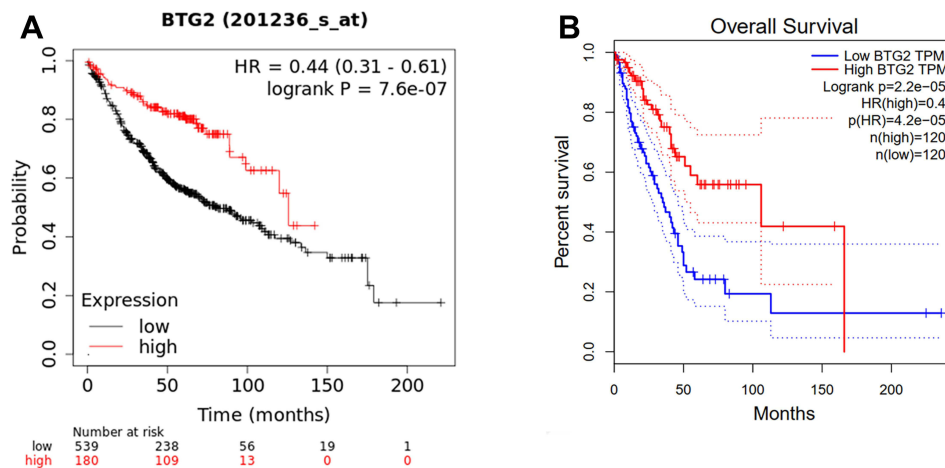 A
BTG2 (201236_s_at)
HR = 0.44 (0.31 - 0.61)
logrank P = 7.6e-07
Probability
1.0
0.8
0.6
0.4
0.2
0.0
Expression
low
high
0 50 100 150 200
Time (months)
Number at risk
low 539 238 56 19 1
high 180 109 13 0 0
B
Overall Survival
Low BTG2 TPM
High BTG2 TPM
Logrank p=2.2e-05
HR(high)=0.4
p(HR)=4.2e-05
n(high)=120
n(low)=120
Percent survival
1.0
0.8
0.6
0.4
0.2
0.0
0 50 100 150 200
Months